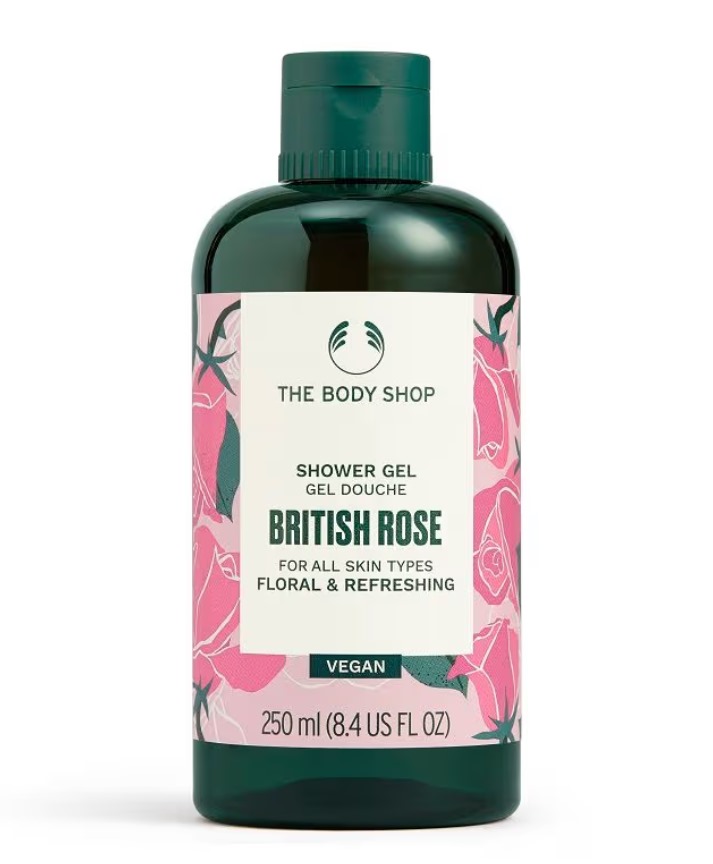 THE BODY SHOP
SHOWER GEL
GEL DOUCHE
BRITISH ROSE
FOR ALL SKIN TYPES
FLORAL & REFRESHING
VEGAN
250 ml (8.4 US FL OZ)